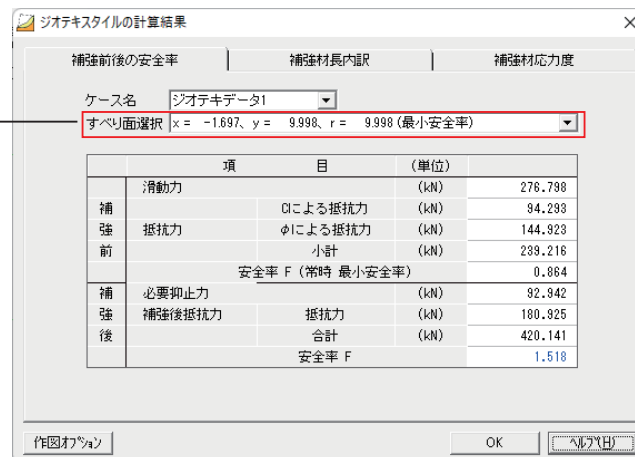 ジオテキスタイルの計算結果
補強前後の安全率 補強材長内訳 補強材応力度
ケース名 ジオテキデータ1
すべり面選択 x = -1.697、y = 9.998、r = 9.998(最小安全率)
項 目 (単位)
滑動力 (kN) 276.798
補 Clによる抵抗力 (kN) 94.293
強 抵抗力 φlによる抵抗力 (kN) 144.923
前 小計 (kN) 239.216
安全率 F (常時 最小安全率) 0.864
補 必要抑止力 (kN) 92.942
強 補強後抵抗力 抵抗力 (kN) 180.925
後 合計 (kN) 420.141
安全率 F 1.518
作図オプション OK ヘルプ(H)